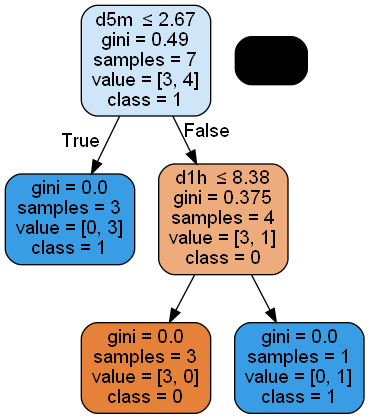 d5m ≤ 2.67
gini = 0.49
samples = 7
value = [3, 4]
class = 1
True
False
gini = 0.0
samples = 3
value = [0, 3]
class = 1
d1h ≤ 8.38
gini = 0.375
samples = 4
value = [3, 1]
class = 0
gini = 0.0
samples = 3
value = [3, 0]
class = 0
gini = 0.0
samples = 1
value = [0, 1]
class = 1